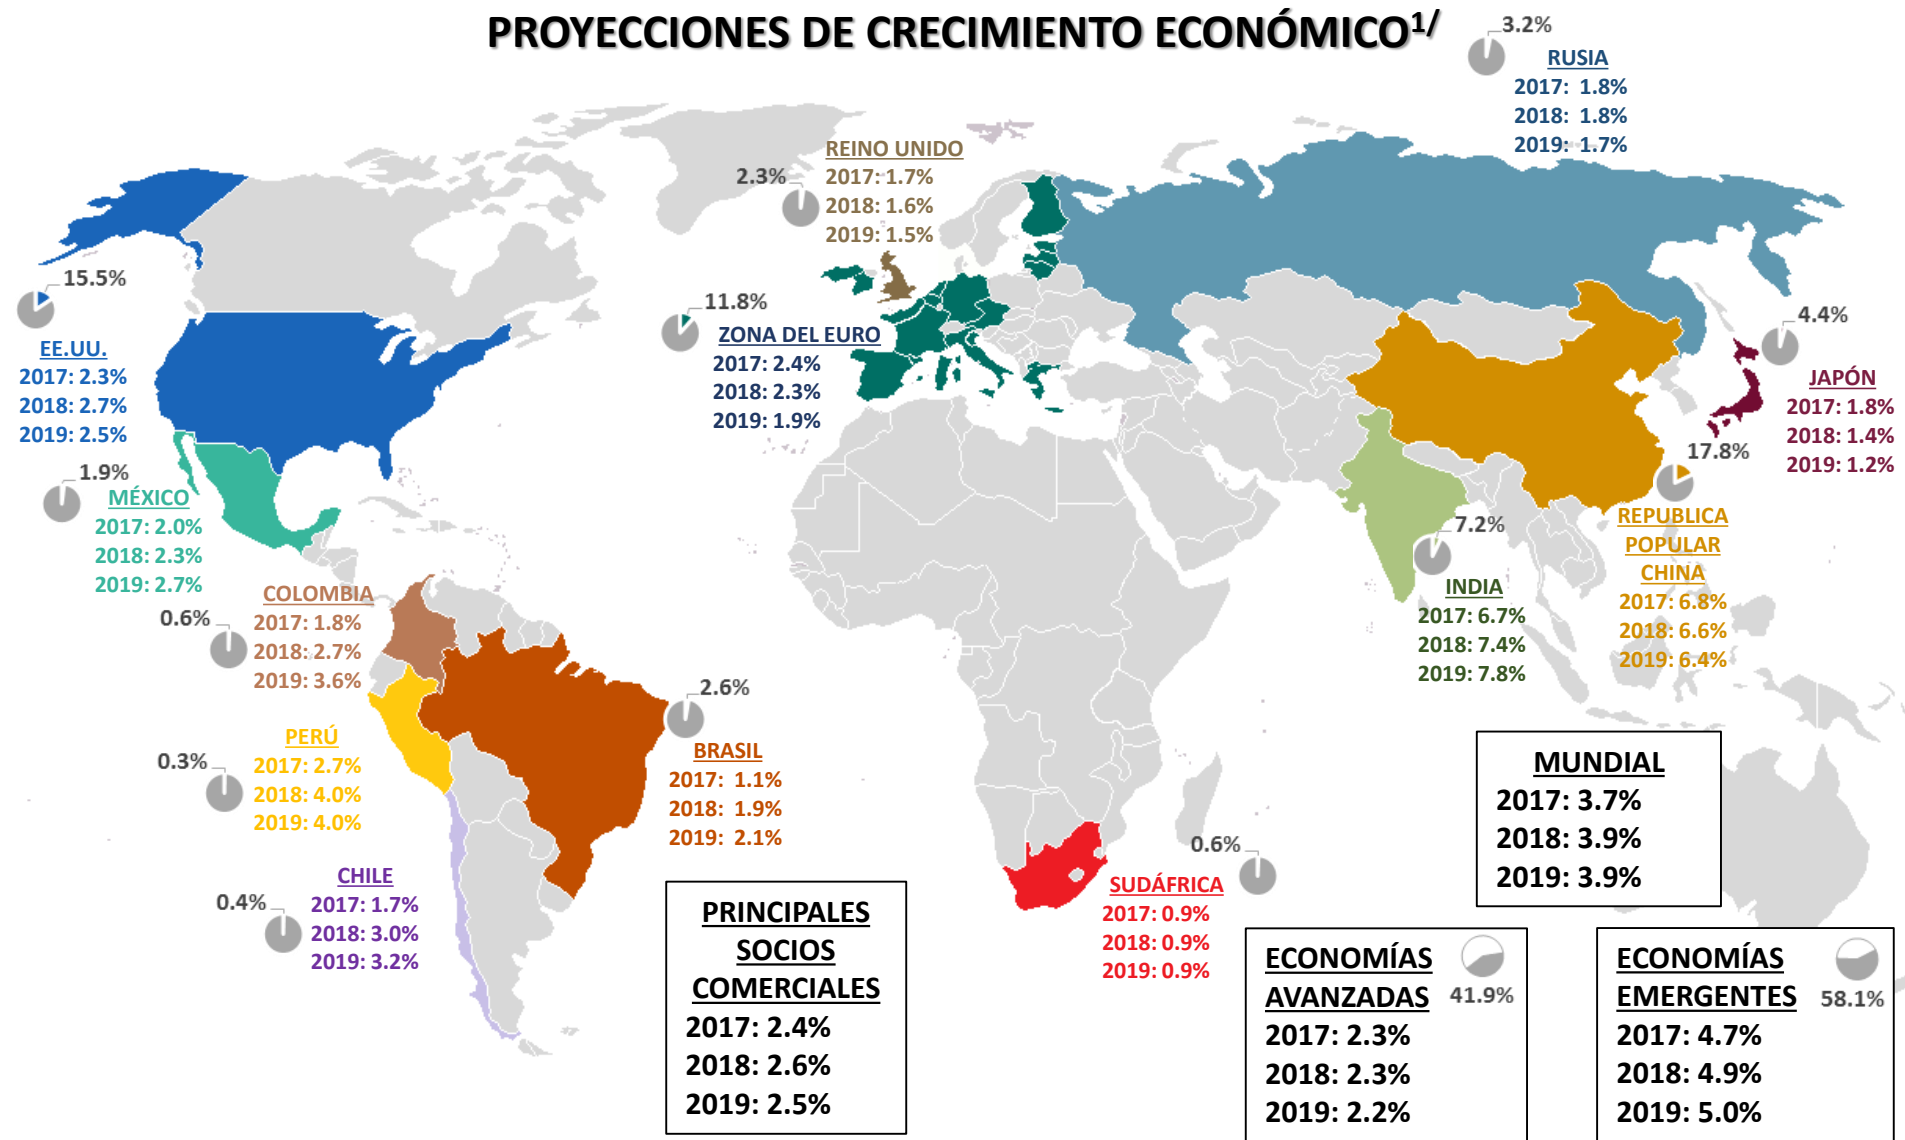 PROYECCIONES DE CRECIMIENTO ECONÓMICO1/
3.2%
RUSIA
2017: 1.8%
2018: 1.8%
2019: 1.7%
2.3%
REINO UNIDO
2017: 1.7%
2018: 1.6%
2019: 1.5%
15.5%
EE.UU.
2017: 2.3%
2018: 2.7%
2019: 2.5%
11.8%
ZONA DEL EURO
2017: 2.4%
2018: 2.3%
2019: 1.9%
4.4%
JAPÓN
2017: 1.8%
2018: 1.4%
2019: 1.2%
1.9%
MÉXICO
2017: 2.0%
2018: 2.3%
2019: 2.7%
17.8%
REPUBLICA
POPULAR
CHINA
2017: 6.8%
2018: 6.6%
2019: 6.4%
7.2%
INDIA
2017: 6.7%
2018: 7.4%
2019: 7.8%
0.6%
COLOMBIA
2017: 1.8%
2018: 2.7%
2019: 3.6%
2.6%
BRASIL
2017: 1.1%
2018: 1.9%
2019: 2.1%
0.3%
PERÚ
2017: 2.7%
2018: 4.0%
2019: 4.0%
0.4%
CHILE
2017: 1.7%
2018: 3.0%
2019: 3.2%
0.6%
SUDÁFRICA
2017: 0.9%
2018: 0.9%
2019: 0.9%
MUNDIAL
2017: 3.7%
2018: 3.9%
2019: 3.9%
PRINCIPALES
SOCIOS
COMERCIALES
2017: 2.4%
2018: 2.6%
2019: 2.5%
ECONOMÍAS
AVANZADAS
41.9%
2017: 2.3%
2018: 2.3%
2019: 2.2%
ECONOMÍAS
EMERGENTES
58.1%
2017: 4.7%
2018: 4.9%
2019: 5.0%